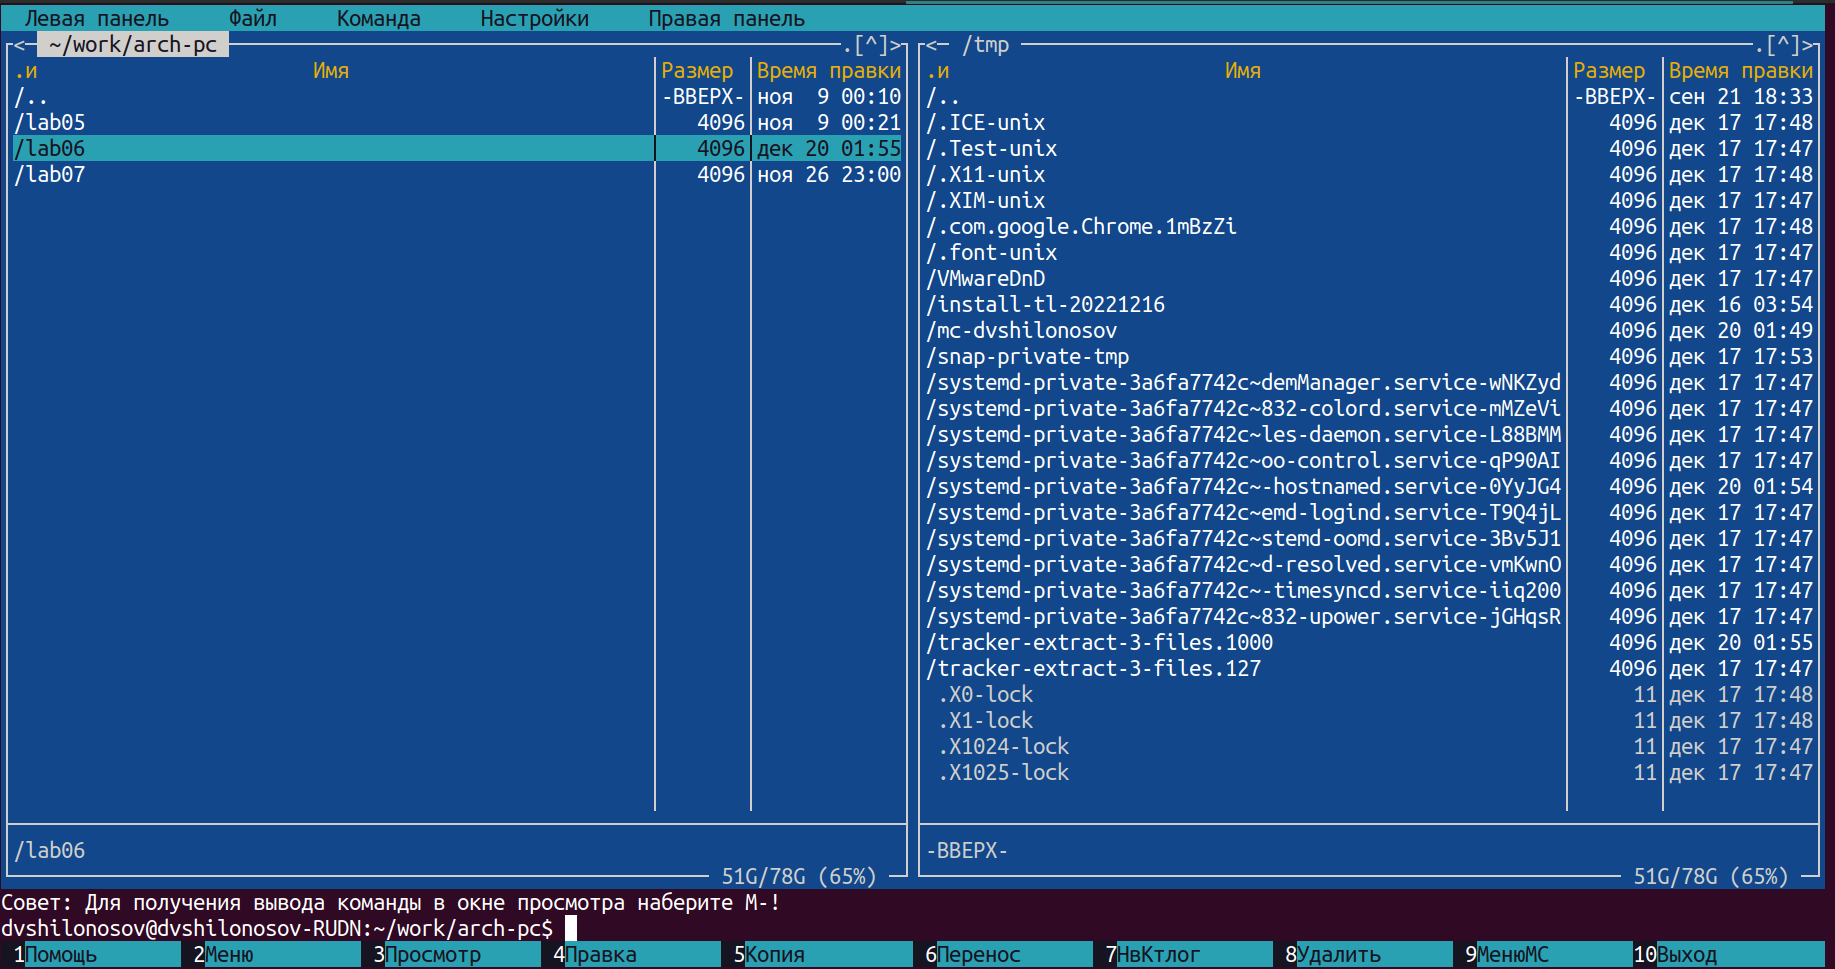 Левая панель Файл Команда Настройки Правая панель
<- ~/work/arch-pc .[^]>
.и Имя Размер Время правки
/.. -ВВЕРХ- ноя 9 00:10
/lab05 4096 ноя 9 00:21
/lab06 4096 дек 20 01:55
/lab07 4096 ноя 26 23:00
/lab06
51G/78G (65%)
<- /tmp .[^]>
.и Имя Размер Время правки
/.. -ВВЕРХ- сен 21 18:33
/.ICE-unix 4096 дек 17 17:48
/.Test-unix 4096 дек 17 17:47
/.X11-unix 4096 дек 17 17:48
/.XIM-unix 4096 дек 17 17:47
/.com.google.Chrome.1mBzZi 4096 дек 17 17:48
/.font-unix 4096 дек 17 17:47
/VMwareDnD 4096 дек 17 17:47
/install-tl-20221216 4096 дек 16 03:54
/mc-dvshilonosov 4096 дек 20 01:49
/snap-private-tmp 4096 дек 17 17:53
/systemd-private-3a6fa7742c~demManager.service-wNKZyd 4096 дек 17 17:47
/systemd-private-3a6fa7742c~832-colord.service-mMZeVi 4096 дек 17 17:47
/systemd-private-3a6fa7742c~les-daemon.service-L88BMM 4096 дек 17 17:47
/systemd-private-3a6fa7742c~oo-control.service-qP90AI 4096 дек 17 17:47
/systemd-private-3a6fa7742c~-hostnamed.service-0YyJG4 4096 дек 20 01:54
/systemd-private-3a6fa7742c~emd-logind.service-T9Q4jL 4096 дек 17 17:47
/systemd-private-3a6fa7742c~stemd-oomd.service-3Bv5J1 4096 дек 17 17:47
/systemd-private-3a6fa7742c~d-resolved.service-vmKwnO 4096 дек 17 17:47
/systemd-private-3a6fa7742c~-timesyncd.service-iiq200 4096 дек 17 17:47
/systemd-private-3a6fa7742c~832-upower.service-jGHqsR 4096 дек 17 17:47
/tracker-extract-3-files.1000 4096 дек 20 01:55
/tracker-extract-3-files.127 4096 дек 17 17:47
.X0-lock 11 дек 17 17:48
.X1-lock 11 дек 17 17:48
.X1024-lock 11 дек 17 17:47
.X1025-lock 11 дек 17 17:47
-ВВЕРХ-
51G/78G (65%)
Совет: Для получения вывода команды в окне просмотра наберите M-!
dvshilonosov@dvshilonosov-RUDN:~/work/arch-pc$
1Помощь 2Меню 3Просмотр 4Правка 5Копия 6Перенос 7НвКтлог 8Удалить 9МенюMC 10Выход